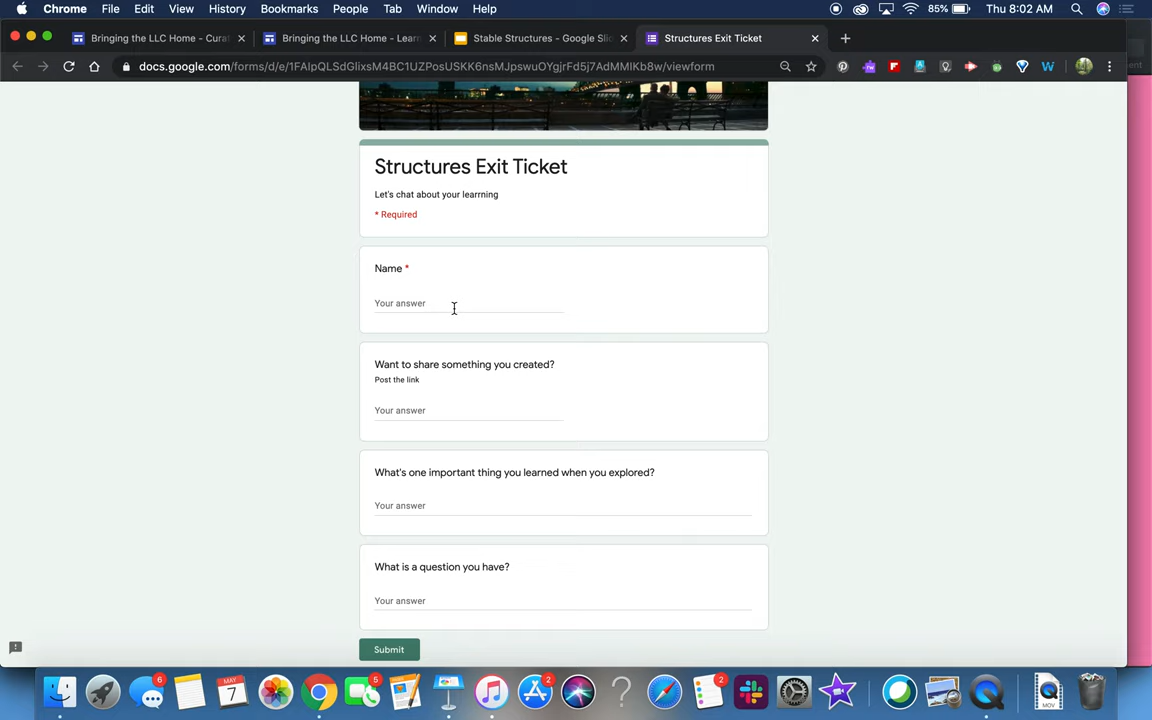 Chrome File Edit View History Bookmarks People Tab Window Help 85% Thu 8:02 AM
Bringing the LLC Home - Curat
Bringing the LLC Home - Learn
Stable Structures - Google Slid
Structures Exit Ticket
docs.google.com/forms/d/e/1FAIpQLSdGlixsM4BC1UZPosUSKK6nsMJpswuOYgjrFd5j7AdMMIKb8w/viewform
Structures Exit Ticket
Let's chat about your learrning
* Required
Name *
Your answer
Want to share something you created?
Post the link
Your answer
What's one important thing you learned when you explored?
Your answer
What is a question you have?
Your answer
Submit
6
MAY
7
5
2
2
MOV